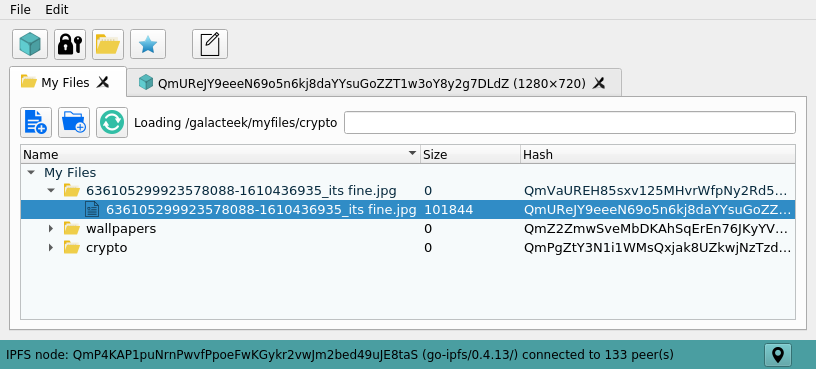 File Edit
My Files QmUReJY9eeeN69o5n6kj8daYYsuGoZZT1w3oY8y2g7DLdZ (1280×720)
Loading /galacteek/myfiles/crypto
Name Size Hash
My Files
636105299923578088-1610436935_its fine.jpg 0 QmVaUREH85sxv125MHvrWfpNy2Rd5...
636105299923578088-1610436935_its fine.jpg 101844 QmUReJY9eeeN69o5n6kj8daYYsuGoZZ...
wallpapers 0 QmZ2ZmwSveMbDKAhSqErEn76JKyYV...
crypto 0 QmPgZtY3N1i1WMsQxjak8UZkwjNzTzd...
IPFS node: QmP4KAP1puNrnPwvfPpoeFwKGykr2vwJm2bed49uJE8taS (go-ipfs/0.4.13/) connected to 133 peer(s)